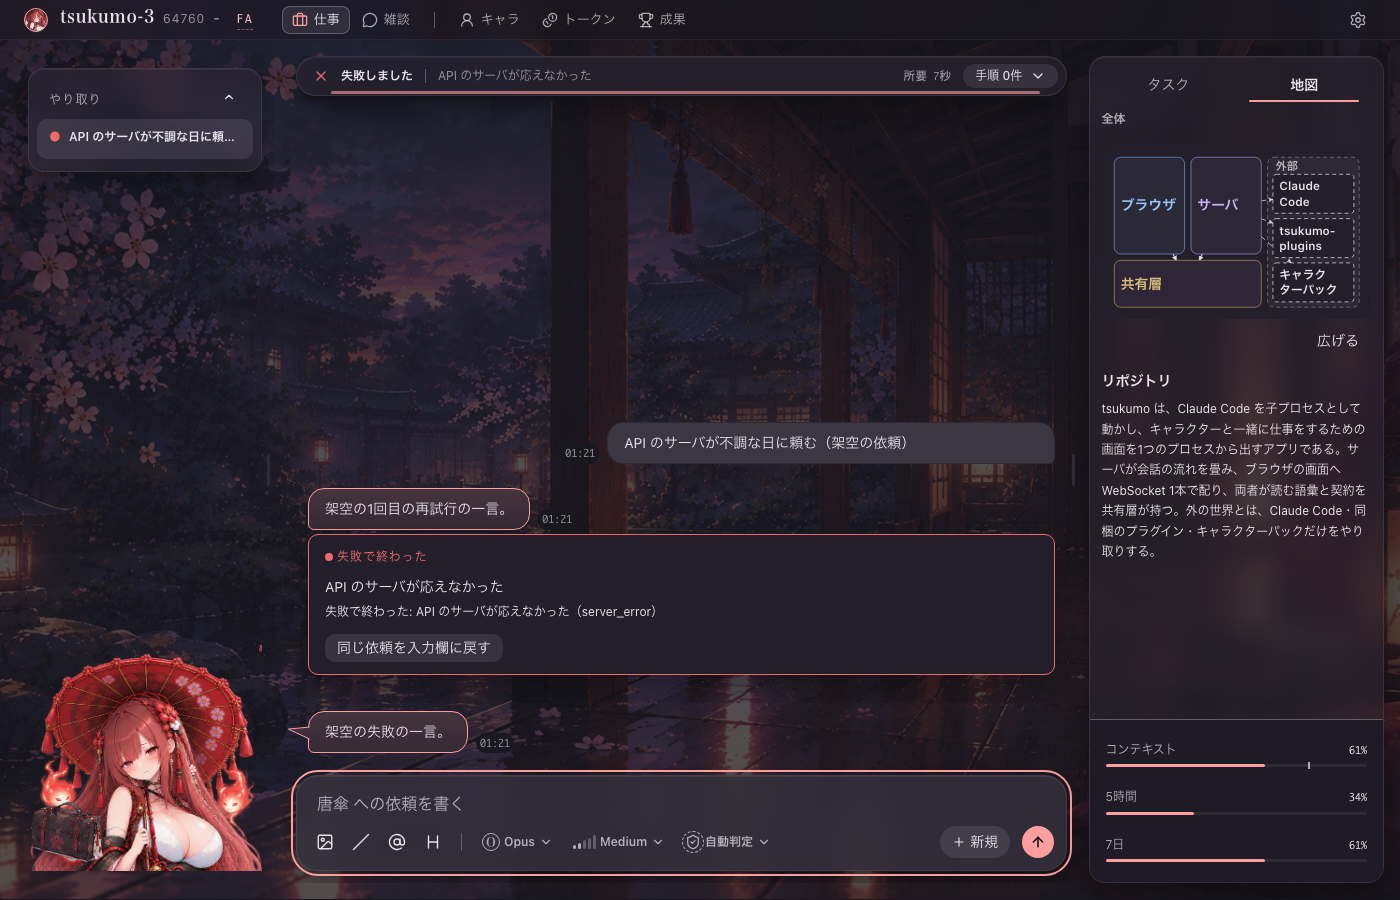 tsukumo-3 64760 - FA 仕事 雑談 キャラ トークン 成果
やり取り
API のサーバが不調な日に頼...
失敗しました API のサーバが応えなかった 所要 7秒 手順 0件
API のサーバが不調な日に頼む（架空の依頼）
01:21
架空の1回目の再試行の一言。
01:21
失敗で終わった
API のサーバが応えなかった
失敗で終わった: API のサーバが応えなかった（server_error）
同じ依頼を入力欄に戻す
架空の失敗の一言。
01:21
唐傘 への依頼を書く
Opus Medium 自動判定 + 新規
タスク 地図
全体
ブラウザ
サーバ
共有層
外部
Claude
Code
tsukumo-
plugins
キャラク
ターパック
広げる
リポジトリ
tsukumo は、Claude Code を子プロセスとして
動かし、キャラクターと一緒に仕事をするための
画面を1つのプロセスから出すアプリである。サ
ーバが会話の流れを畳み、ブラウザの画面へ
WebSocket 1本で配り、両者が読む語彙と契約を
共有層が持つ。外の世界とは、Claude Code・同
梱のプラグイン・キャラクターパックだけをやり
取りする。
コンテキスト 61%
5時間 34%
7日 61%